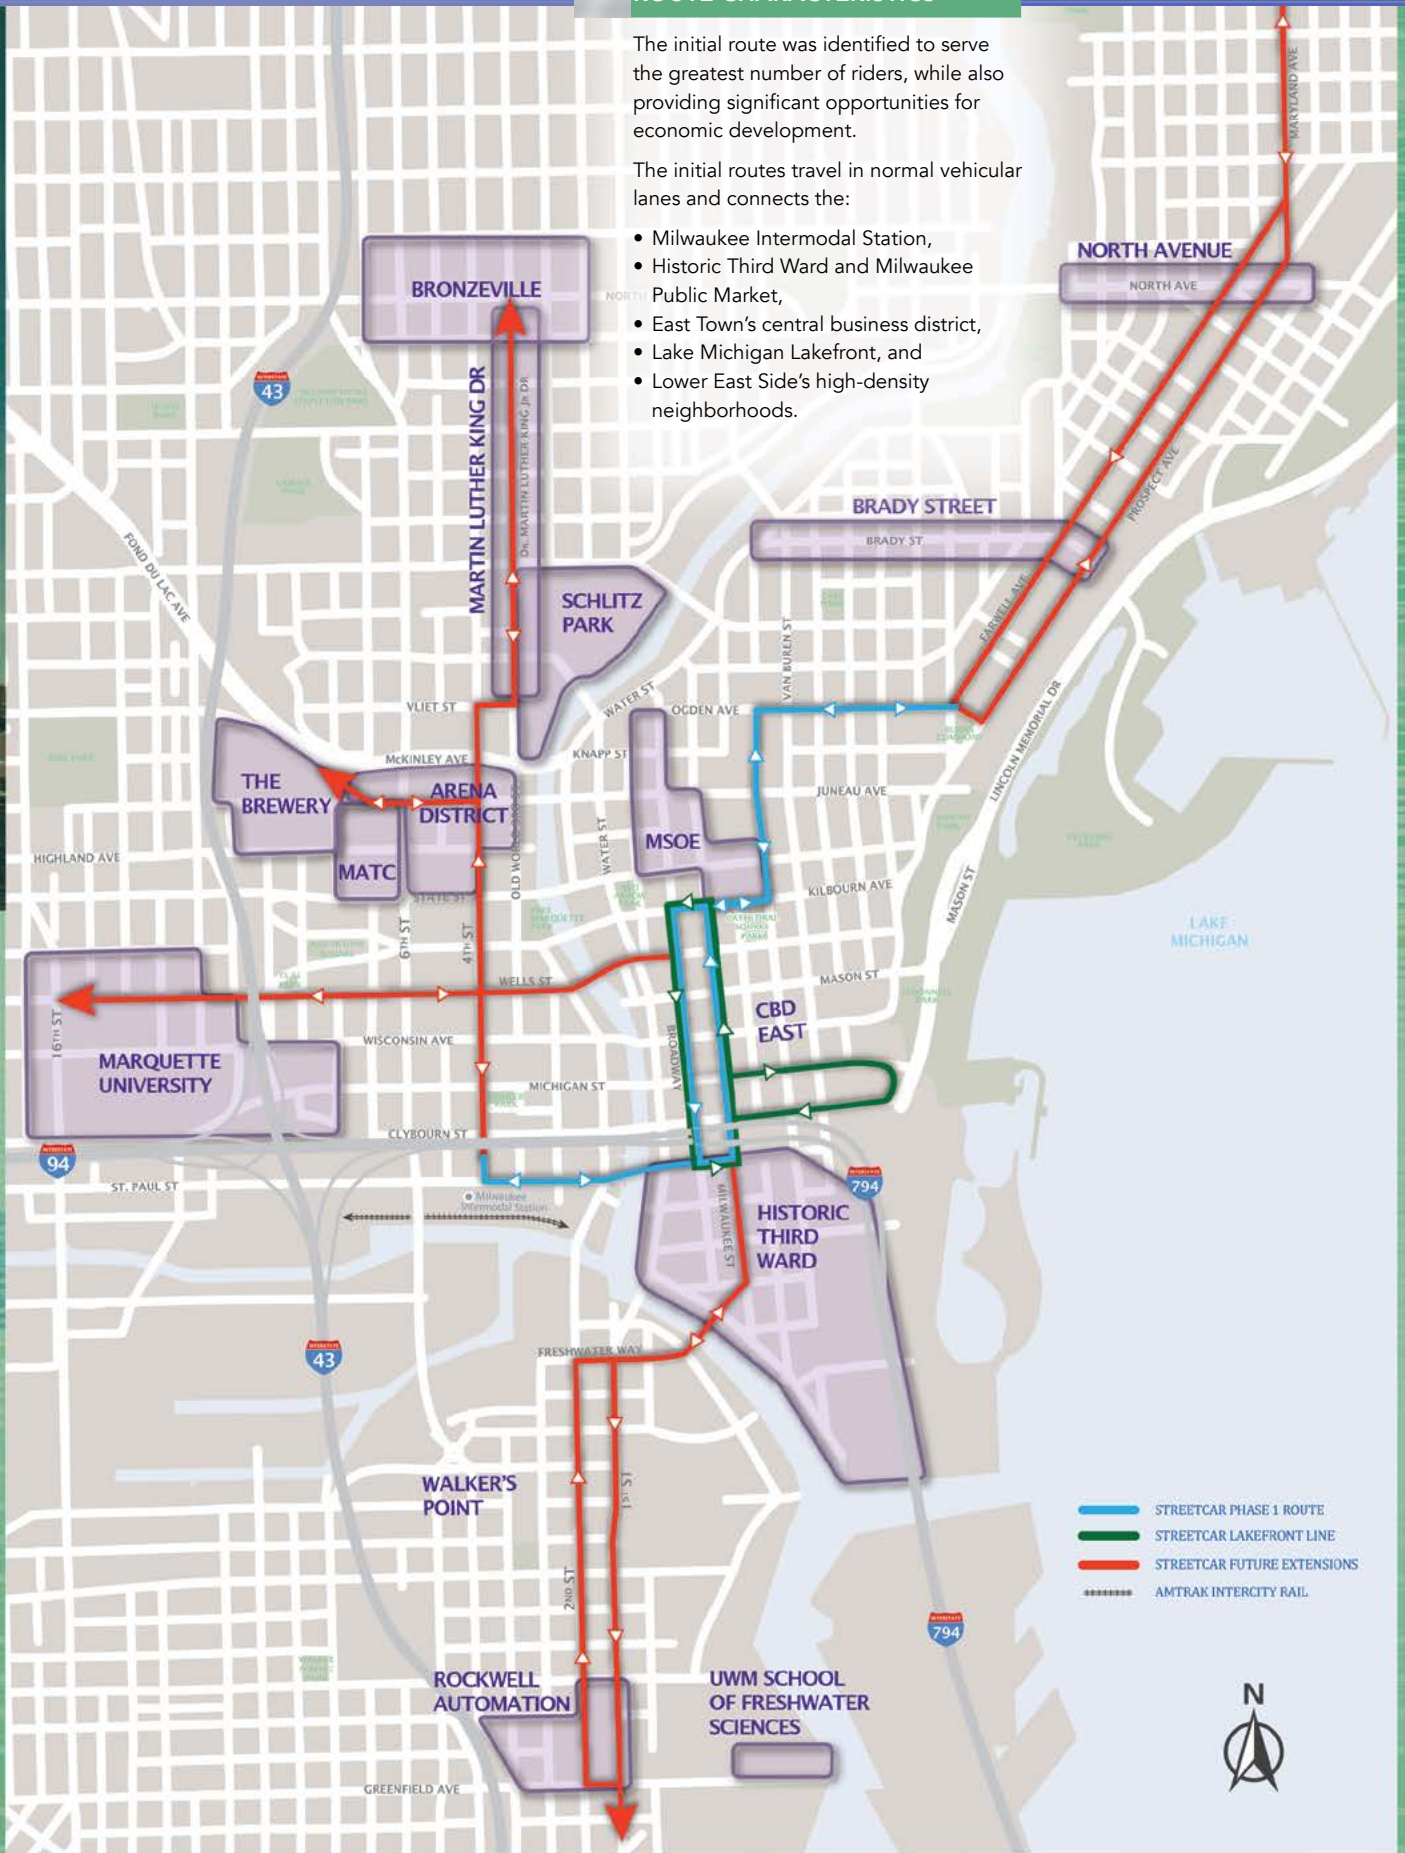 ROUTE CHARACTERISTICS
The initial route was identified to serve
the greatest number of riders, while also
providing significant opportunities for
economic development.
The initial routes travel in normal vehicular
lanes and connects the:
• Milwaukee Intermodal Station,
• Historic Third Ward and Milwaukee
Public Market,
• East Town's central business district,
• Lake Michigan Lakefront, and
• Lower East Side's high-density
neighborhoods.
MARYLAND AVE
NORTH AVENUE
NORTH AVE
BRONZEVILLE
NORTH
43
MARTIN LUTHER KING DR
DR. MARTIN LUTHER KING JR DR
PROSPECT AVE
BRADY STREET
BRADY ST
FOND DU LAC AVE
SCHLITZ
PARK
FARWELL AVE
VAN BUREN ST
VLIET ST
WATER ST
OGDEN AVE
LINCOLN MEMORIAL DR
KNAPP ST
McKINLEY AVE
THE
BREWERY
ARENA
DISTRICT
JUNEAU AVE
OLD WORLD
WATER ST
MSOE
HIGHLAND AVE
MATC
STATE ST
KILBOURN AVE
MASON ST
CATHEDRAL
SQUARE
PARK
LAKE
MICHIGAN
6TH ST
4TH ST
WELLS ST
MASON ST
16TH ST
CBD
EAST
BROADWAY
WISCONSIN AVE
MARQUETTE
UNIVERSITY
MICHIGAN ST
CLYBOURN ST
INTERSTATE
94
ST. PAUL ST
Milwaukee
Intermodal Station
INTERSTATE
794
MILWAUKEE ST
HISTORIC
THIRD
WARD
INTERSTATE
43
FRESHWATER WAY
WALKER'S
POINT
1ST ST
2ND ST
STREETCAR PHASE 1 ROUTE
STREETCAR LAKEFRONT LINE
STREETCAR FUTURE EXTENSIONS
AMTRAK INTERCITY RAIL
INTERSTATE
794
ROCKWELL
AUTOMATION
UWM SCHOOL
OF FRESHWATER
SCIENCES
N
GREENFIELD AVE